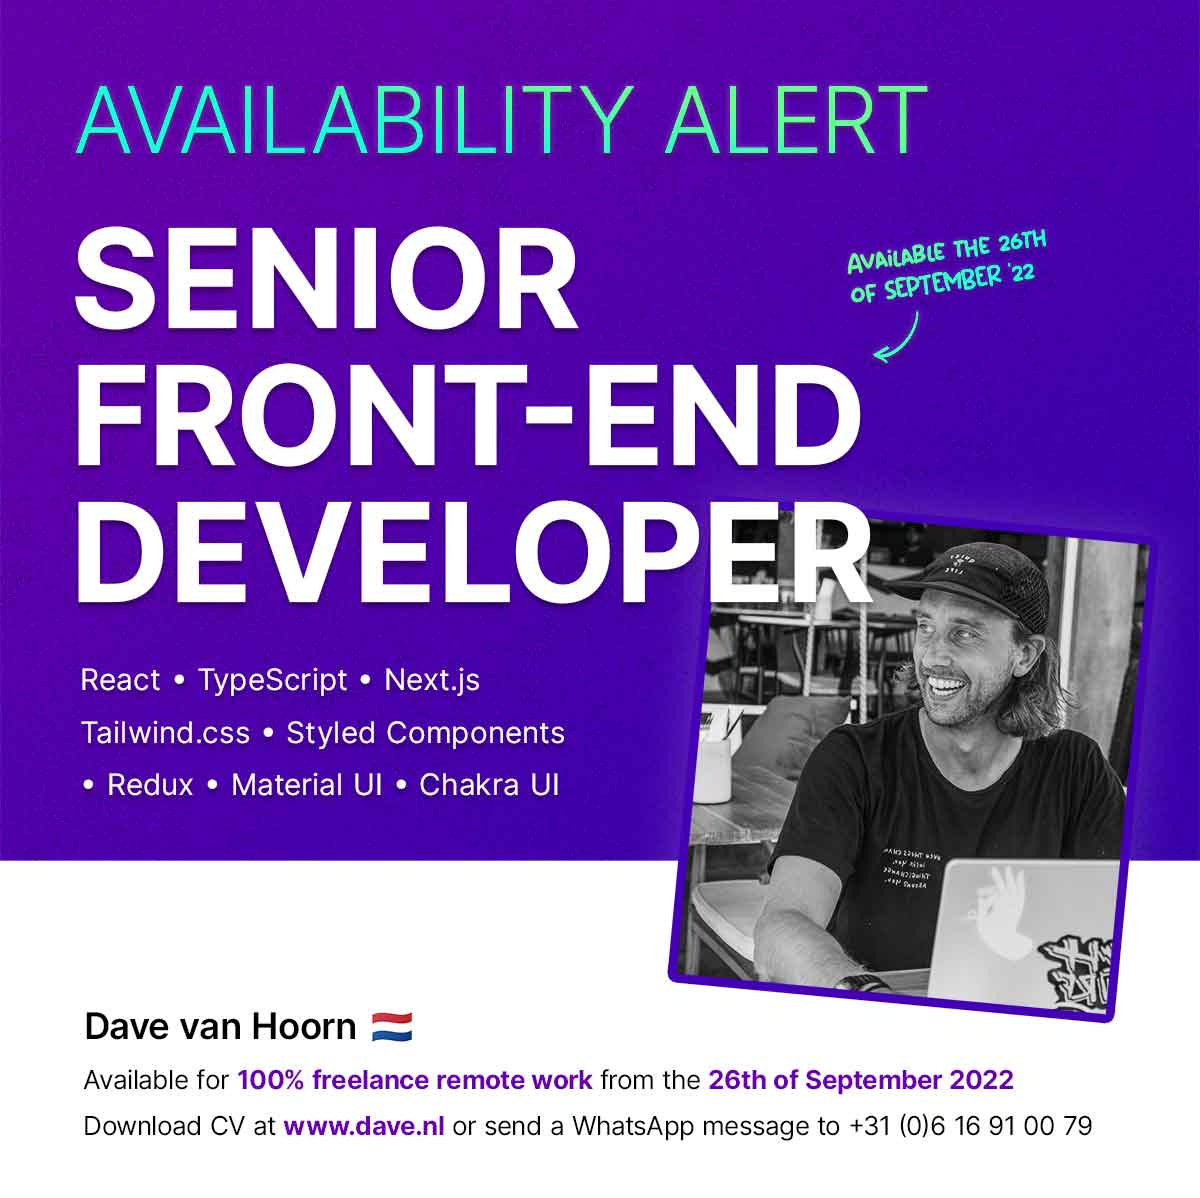 AVAILABILITY ALERT
SENIOR
FRONT-END
DEVELOPER
AVAILABLE THE 26TH
OF SEPTEMBER '22
React • TypeScript • Next.js
Tailwind.css • Styled Components
• Redux • Material UI • Chakra UI
Dave van Hoorn 🇳🇱
Available for 100% freelance remote work from the 26th of September 2022
Download CV at www.dave.nl or send a WhatsApp message to +31 (0)6 16 91 00 79